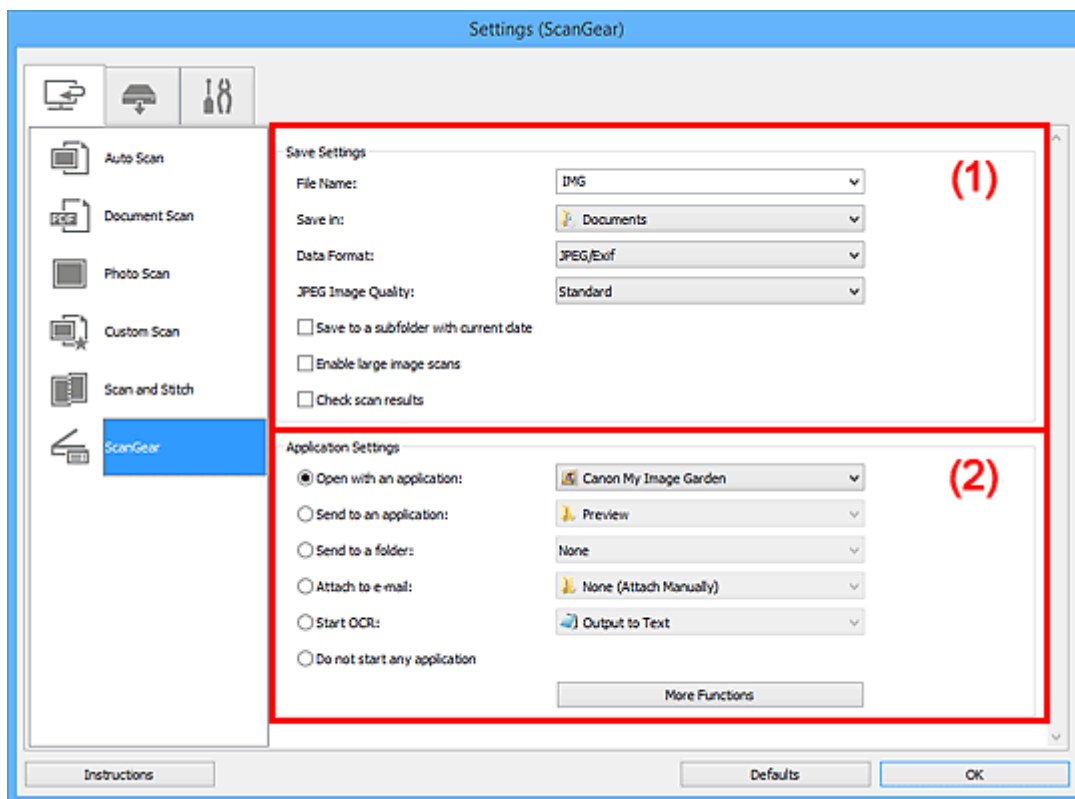 Settings (ScanGear)
Auto Scan
Document Scan
Photo Scan
Custom Scan
Scan and Stitch
ScanGear
Save Settings
(1)
File Name: IMG
Save in: Documents
Data Format: JPEG/Exif
JPEG Image Quality: Standard
Save to a subfolder with current date
Enable large image scans
Check scan results
Application Settings
(2)
Open with an application: Canon My Image Garden
Send to an application: Preview
Send to a folder: None
Attach to e-mail: None (Attach Manually)
Start OCR: Output to Text
Do not start any application
More Functions
Instructions
Defaults
OK